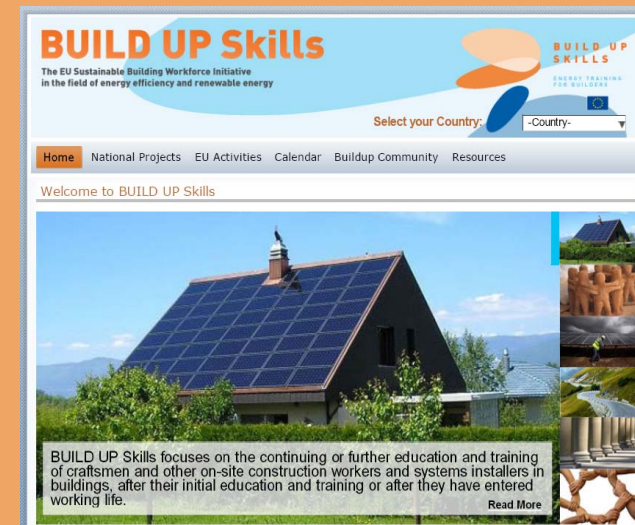 BUILD UP Skills
The EU Sustainable Building Workforce Initiative
in the field of energy efficiency and renewable energy
BUILD UP
SKILLS
ENERGY TRAINING
FOR BUILDERS
Select your Country:
-Country-
Home National Projects EU Activities Calendar Buildup Community Resources
Welcome to BUILD UP Skills
BUILD UP Skills focuses on the continuing or further education and training
of craftsmen and other on-site construction workers and systems installers in
buildings, after their initial education and training or after they have entered
working life.
Read More